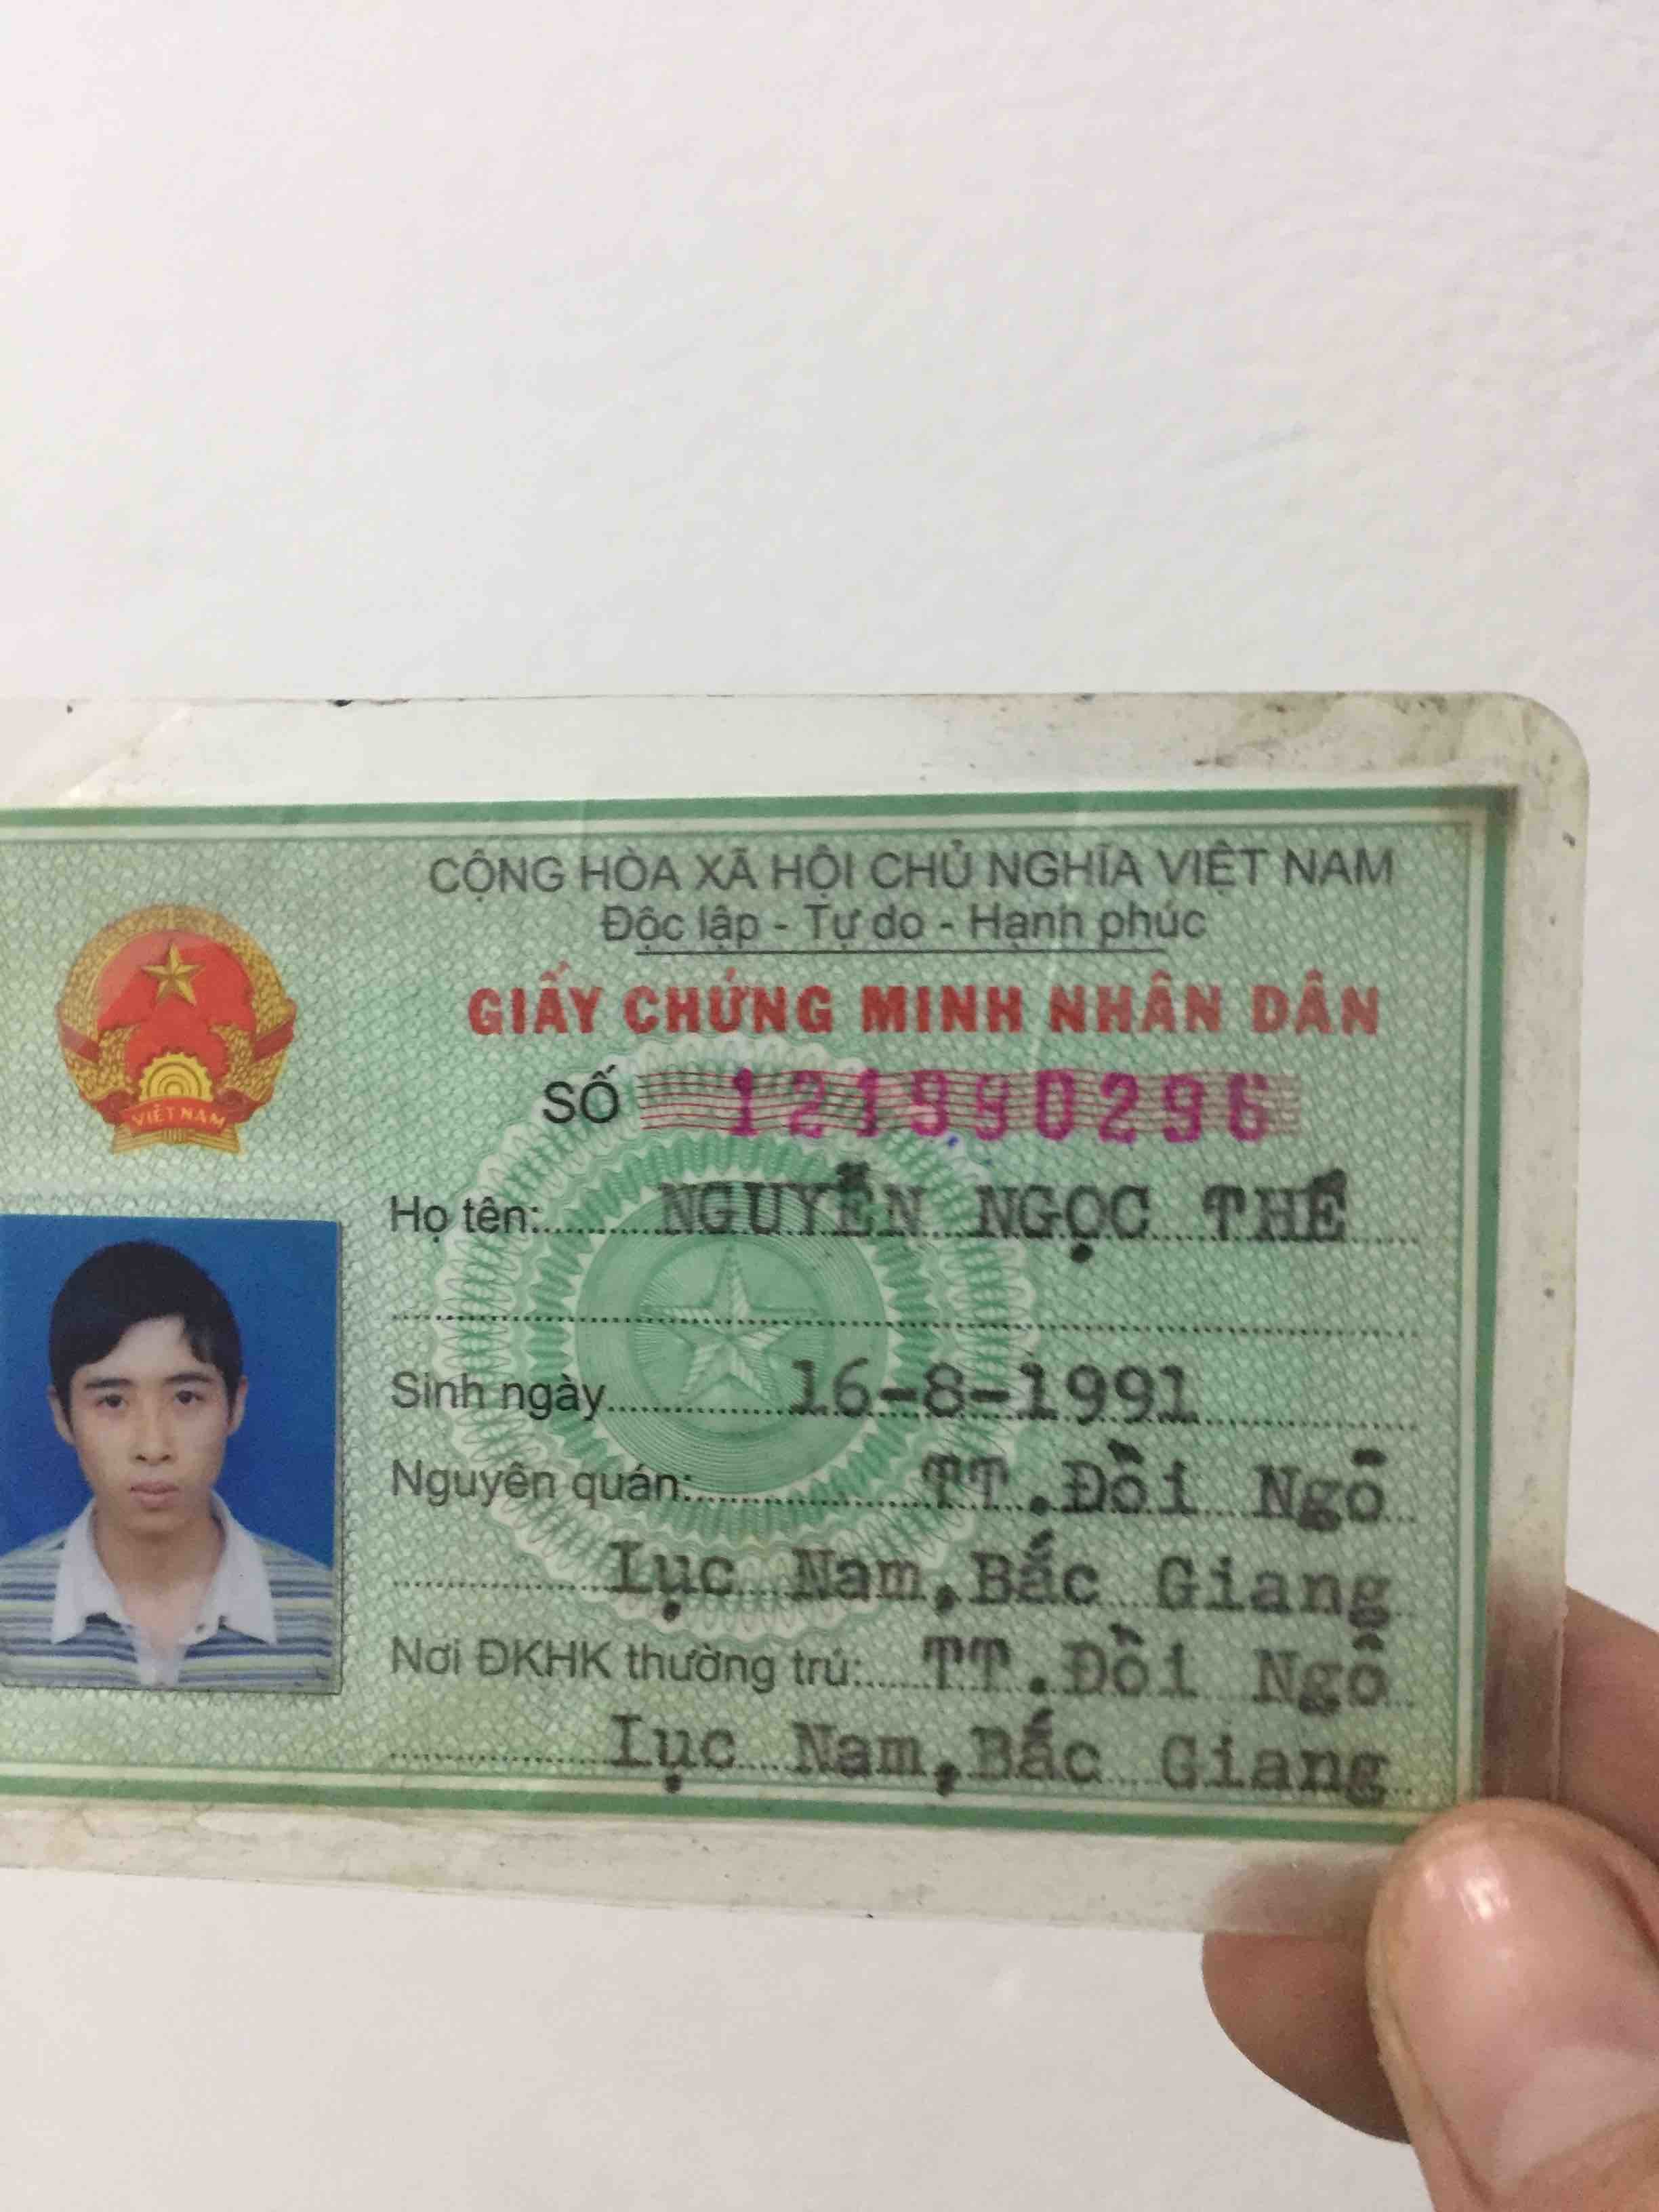 CỘNG HÒA XÃ HỘI CHỦ NGHĨA VIỆT NAM
Độc lập - Tự do - Hạnh phúc
GIẤY CHỨNG MINH NHÂN DÂN
VIỆT NAM
SỐ 121990296
Họ tên: NGUYỄN NGỌC THẾ
Sinh ngày 16-8-1991
Nguyên quán: TT.Đồi Ngô
Lục Nam,Bắc Giang
Nơi ĐKHK thường trú: TT.Đồi Ngô
Lục Nam,Bắc Giang